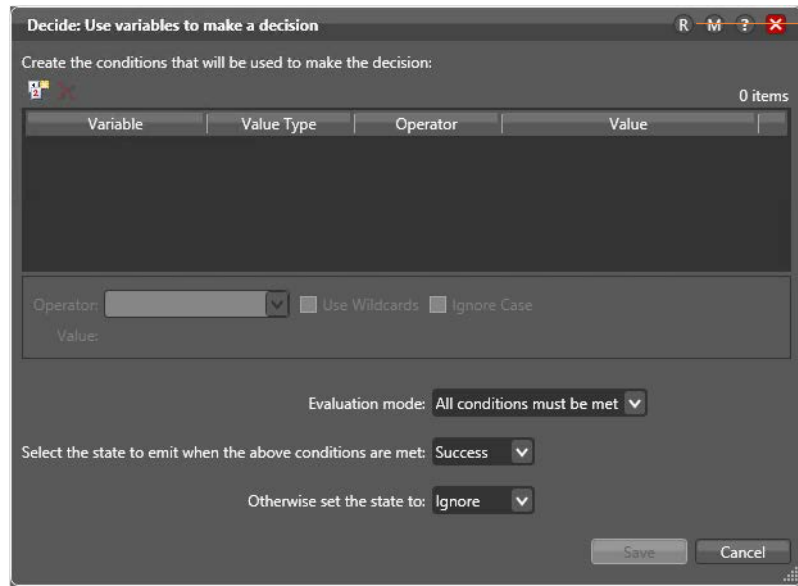 Decide: Use variables to make a decision R M ?
Create the conditions that will be used to make the decision:
0 items
Variable Value Type Operator Value
Operator: Use Wildcards Ignore Case
Value:
Evaluation mode: All conditions must be met
Select the state to emit when the above conditions are met: Success
Otherwise set the state to: Ignore
Save Cancel